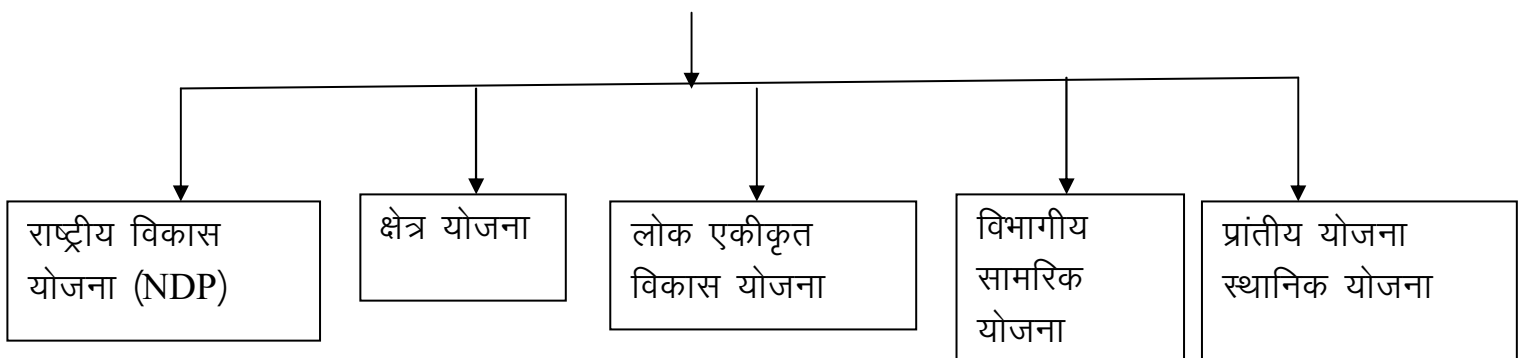 राष्ट्रीय विकास
योजना (NDP)
क्षेत्र योजना
लोक एकीकृत
विकास योजना
विभागीय
सामरिक
योजना
प्रांतीय योजना
स्थानिक योजना